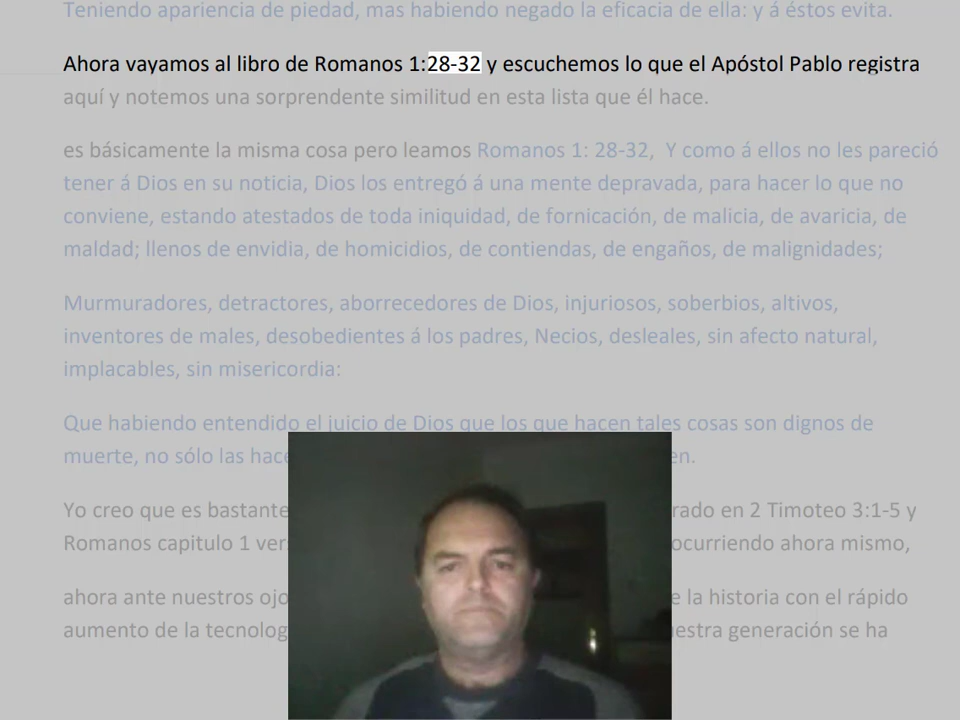 Teniendo apariencia de piedad, mas habiendo negado la eficacia de ella: y á éstos evita.
Ahora vayamos al libro de Romanos 1:28-32 y escuchemos lo que el Apóstol Pablo registra
aquí y notemos una sorprendente similitud en esta lista que él hace.
es básicamente la misma cosa pero leamos Romanos 1: 28-32, Y como á ellos no les pareció
tener á Dios en su noticia, Dios los entregó á una mente depravada, para hacer lo que no
conviene, estando atestados de toda iniquidad, de fornicación, de malicia, de avaricia, de
maldad; llenos de envidia, de homicidios, de contiendas, de engaños, de malignidades;
Murmuradores, detractores, aborrecedores de Dios, injuriosos, soberbios, altivos,
inventores de males, desobedientes á los padres, Necios, desleales, sin afecto natural,
implacables, sin misericordia:
Que habiendo entendido el juicio de Dios que los que hacen tales cosas son dignos de
muerte, no sólo las hace en.
Yo creo que es bastante rado en 2 Timoteo 3:1-5 y
Romanos capitulo 1 ver ocurriendo ahora mismo,
ahora ante nuestros ojo e la historia con el rápido
aumento de la tecnolog estra generación se ha